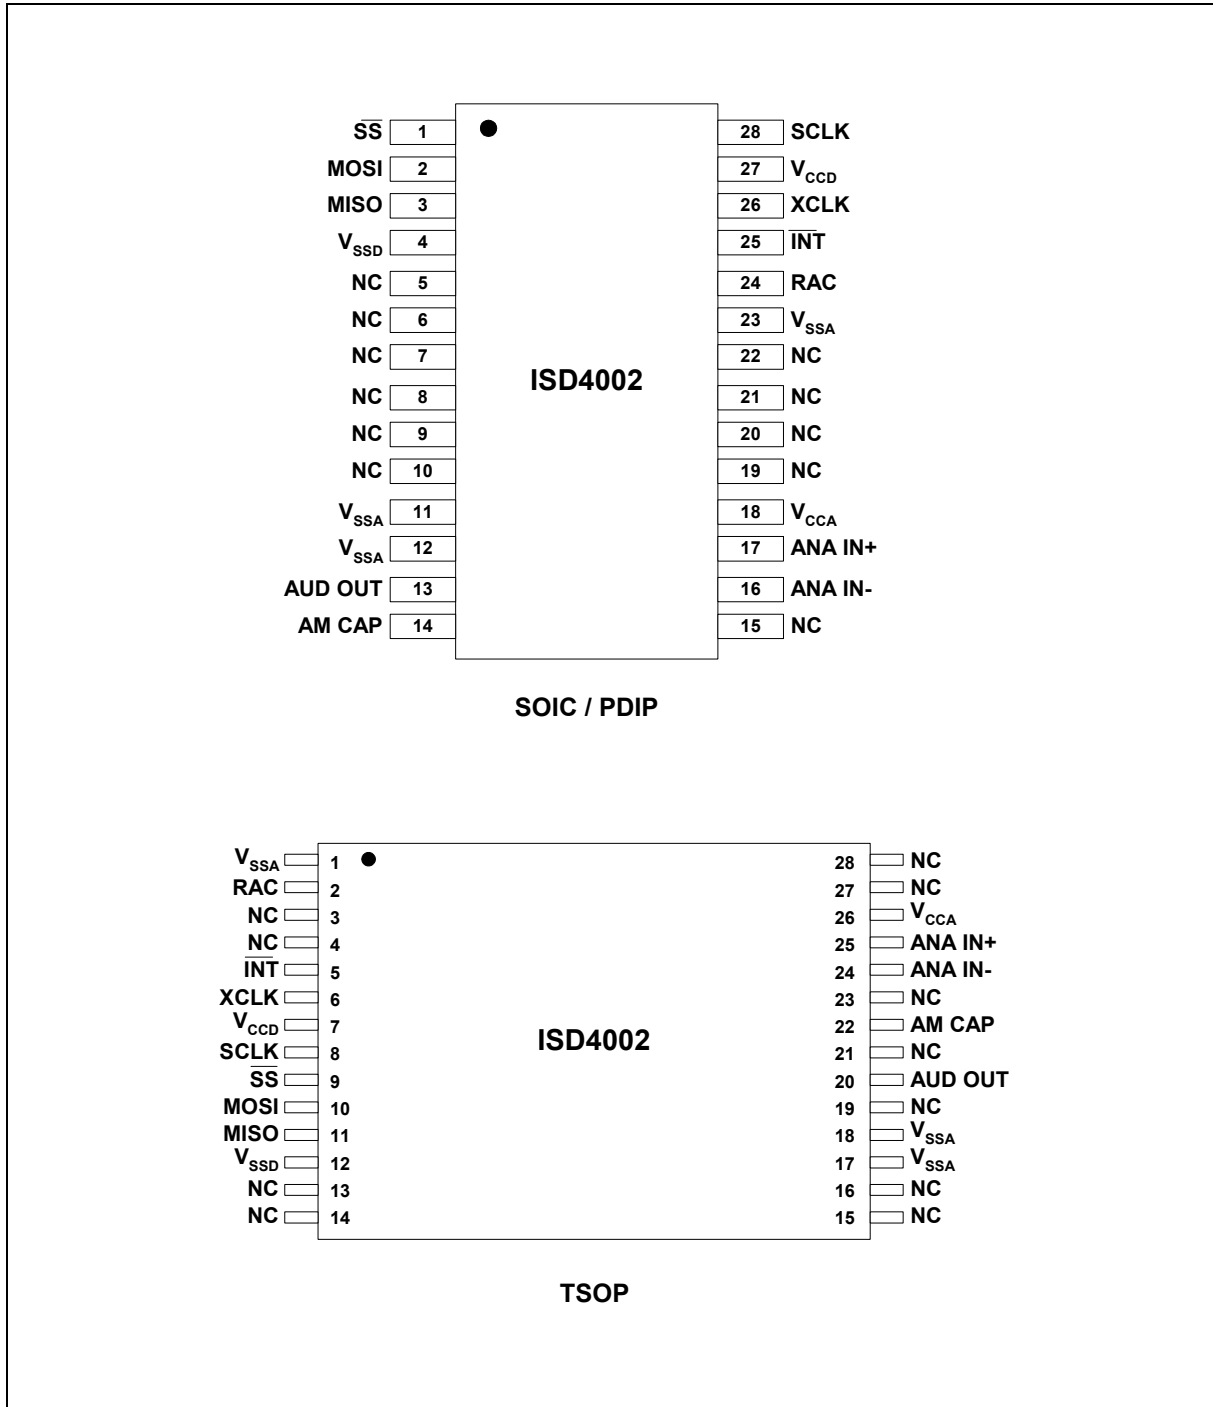 SS 1 28 SCLK
MOSI 2 27 VCCD
MISO 3 26 XCLK
VSSD 4 25 INT
NC 5 24 RAC
NC 6 23 VSSA
NC 7 22 NC
ISD4002
NC 8 21 NC
NC 9 20 NC
NC 10 19 NC
VSSA 11 18 VCCA
VSSA 12 17 ANA IN+
AUD OUT 13 16 ANA IN-
AM CAP 14 15 NC
SOIC / PDIP
VSSA 1 28 NC
RAC 2 27 NC
NC 3 26 VCCA
NC 4 25 ANA IN+
INT 5 24 ANA IN-
XCLK 6 23 NC
VCCD 7 22 AM CAP
ISD4002
SCLK 8 21 NC
SS 9 20 AUD OUT
MOSI 10 19 NC
MISO 11 18 VSSA
VSSD 12 17 VSSA
NC 13 16 NC
NC 14 15 NC
TSOP